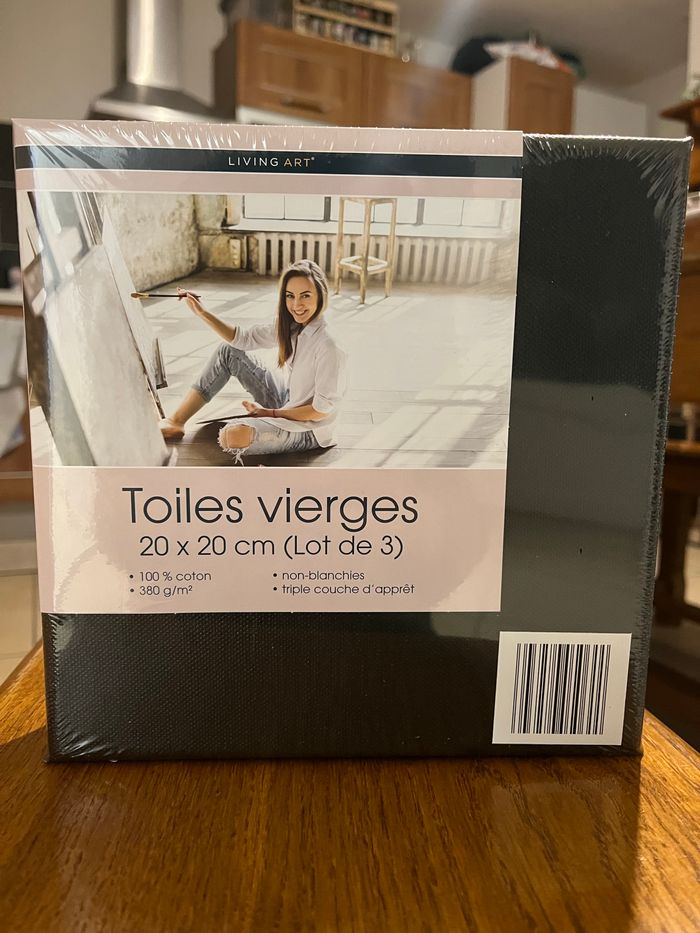 LIVING ART®
Toiles vierges
20 x 20 cm (Lot de 3)
• 100 % coton
• 380 g/m²
• non-blanchies
• triple couche d'apprêt